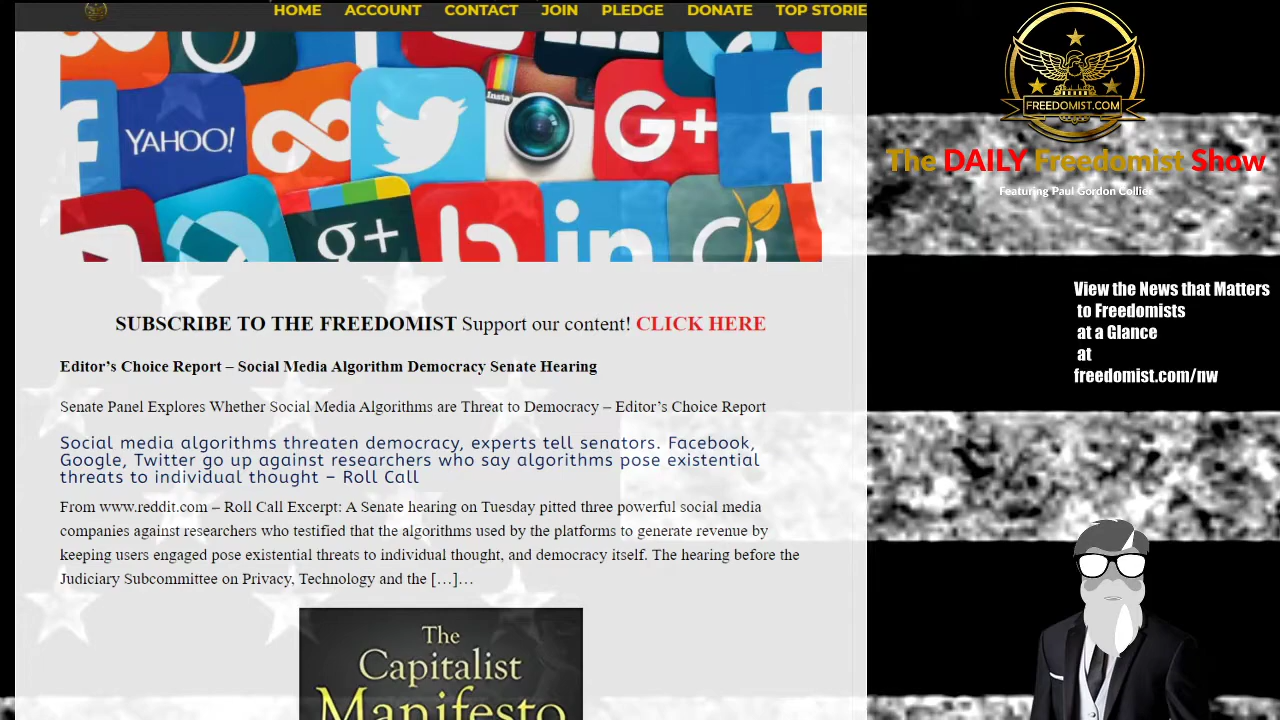 HOME ACCOUNT CONTACT JOIN PLEDGE DONATE TOP STORIE
YAHOO!
Insta
G+
f
g+
b
in
SUBSCRIBE TO THE FREEDOMIST Support our content! CLICK HERE
Editor's Choice Report – Social Media Algorithm Democracy Senate Hearing
Senate Panel Explores Whether Social Media Algorithms are Threat to Democracy – Editor's Choice Report
Social media algorithms threaten democracy, experts tell senators. Facebook,
Google, Twitter go up against researchers who say algorithms pose existential
threats to individual thought – Roll Call
From www.reddit.com – Roll Call Excerpt: A Senate hearing on Tuesday pitted three powerful social media
companies against researchers who testified that the algorithms used by the platforms to generate revenue by
keeping users engaged pose existential threats to individual thought, and democracy itself. The hearing before the
Judiciary Subcommittee on Privacy, Technology and the […]…
The
Capitalist
Manifesto
FREEDOMIST.COM
The DAILY Freedomist Show
Featuring Paul Gordon Collier
View the News that Matters
to Freedomists
at a Glance
at
freedomist.com/nw